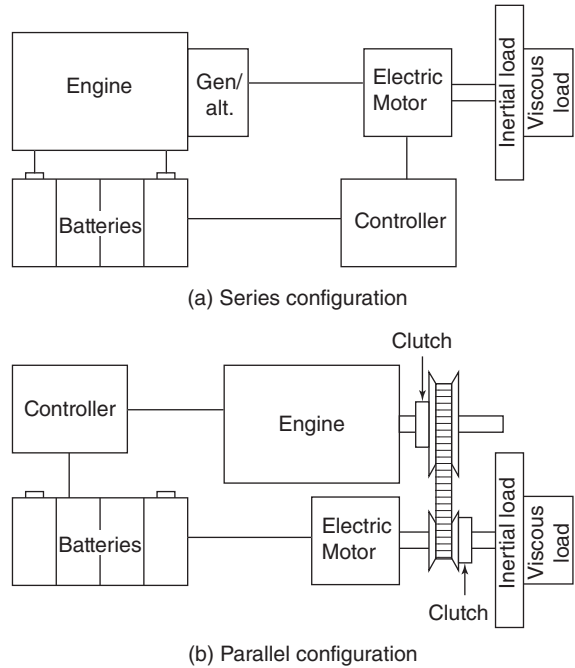 Engine
Gen/
alt.
Electric
Motor
Inertial load
Viscous
load
Batteries
Controller
(a) Series configuration
Clutch
Controller
Engine
Batteries
Electric
Motor
Inertial load
Viscous
load
Clutch
(b) Parallel configuration